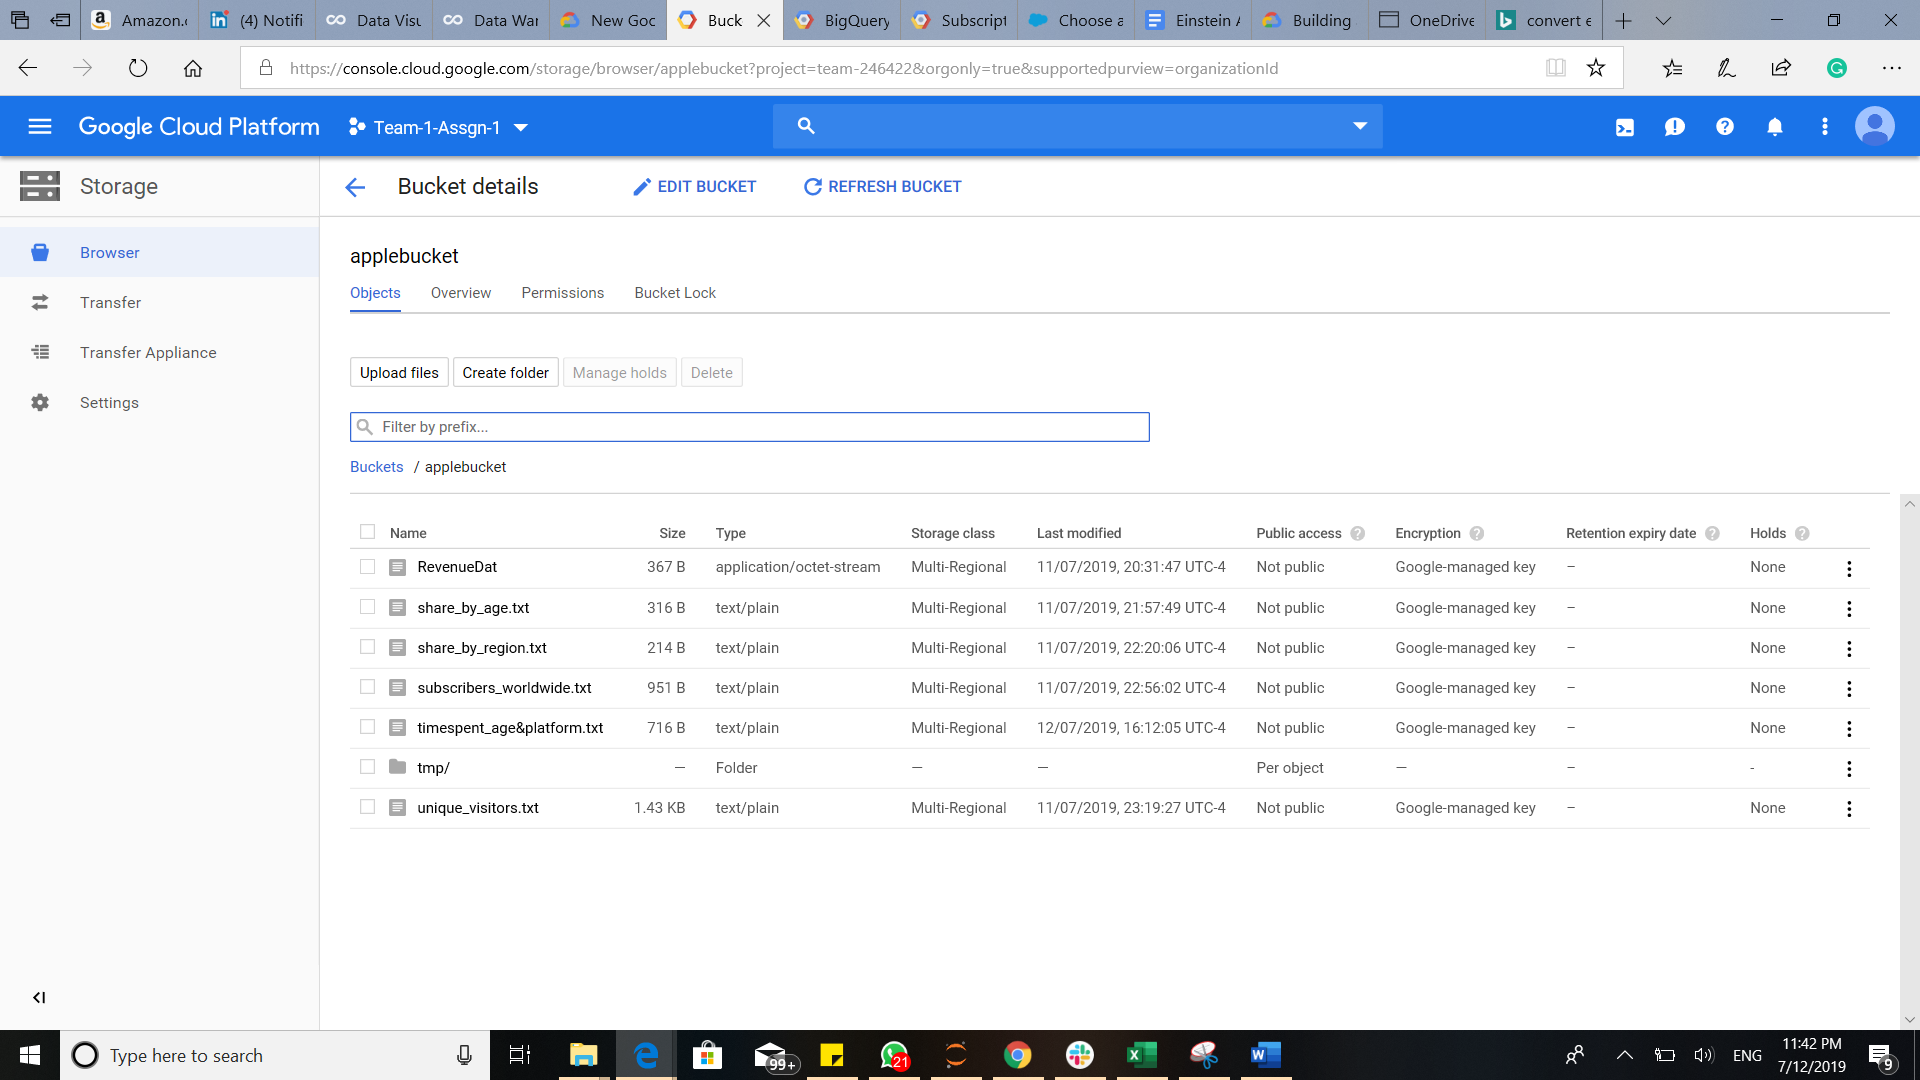 Amazon.c
(4) Notifi
Data Visu
Data War
New Goo
Buck
BigQuery
Subscript
Choose a
Einstein A
Building
OneDrive
convert e
https://console.cloud.google.com/storage/browser/applebucket?project=team-246422&orgonly=true&supportedpurview=organizationId
Google Cloud Platform
Team-1-Assgn-1
Storage
Bucket details
EDIT BUCKET
REFRESH BUCKET
Browser
Transfer
Transfer Appliance
Settings
applebucket
Objects Overview Permissions Bucket Lock
Upload files Create folder Manage holds Delete
Filter by prefix...
Buckets / applebucket
Name Size Type Storage class Last modified Public access Encryption Retention expiry date Holds
RevenueDat 367 B application/octet-stream Multi-Regional 11/07/2019, 20:31:47 UTC-4 Not public Google-managed key – None
share_by_age.txt 316 B text/plain Multi-Regional 11/07/2019, 21:57:49 UTC-4 Not public Google-managed key – None
share_by_region.txt 214 B text/plain Multi-Regional 11/07/2019, 22:20:06 UTC-4 Not public Google-managed key – None
subscribers_worldwide.txt 951 B text/plain Multi-Regional 11/07/2019, 22:56:02 UTC-4 Not public Google-managed key – None
timespent_age&platform.txt 716 B text/plain Multi-Regional 12/07/2019, 16:12:05 UTC-4 Not public Google-managed key – None
tmp/ — Folder — — Per object — – -
unique_visitors.txt 1.43 KB text/plain Multi-Regional 11/07/2019, 23:19:27 UTC-4 Not public Google-managed key – None
Type here to search
99+
21
ENG
11:42 PM
7/12/2019
9